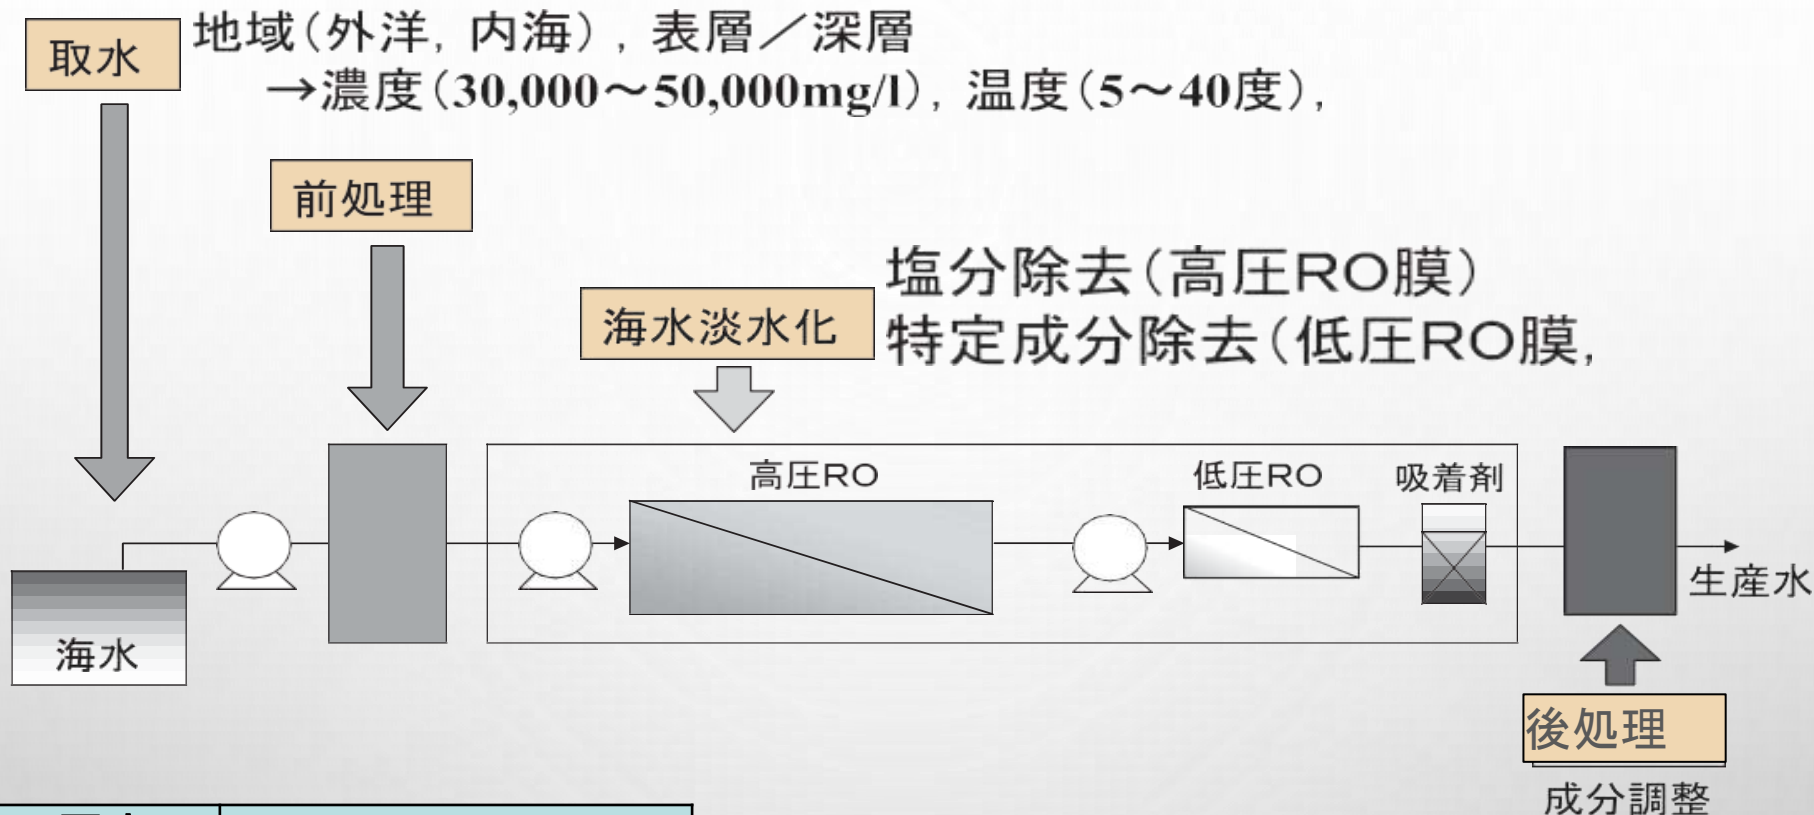 取水
地域（外洋，内海），表層／深層
→濃度（30,000～50,000mg/l），温度（5～40度），
前処理
海水淡水化
塩分除去（高圧RO膜）
特定成分除去（低圧RO膜，
高圧RO
低圧RO
吸着剤
海水
生産水
後処理
成分調整